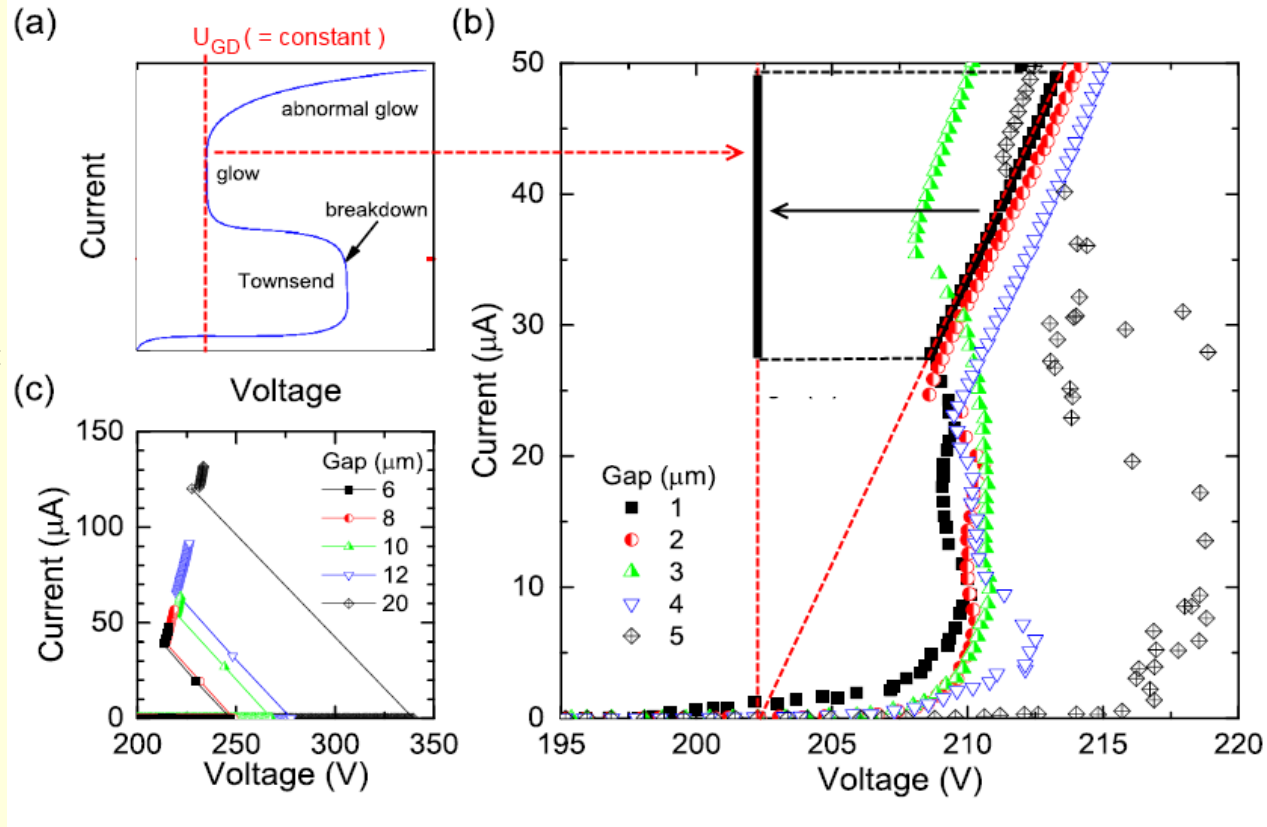 (a)
U_GD ( = constant )
abnormal glow
glow
breakdown
Townsend
Current
Voltage
(b)
50
40
30
20
10
0
Current (μA)
Gap (μm)
1
2
3
4
5
195 200 205 210 215 220
Voltage (V)
(c)
150
100
50
0
Current (μA)
Gap (μm)
6
8
10
12
20
200 250 300 350
Voltage (V)